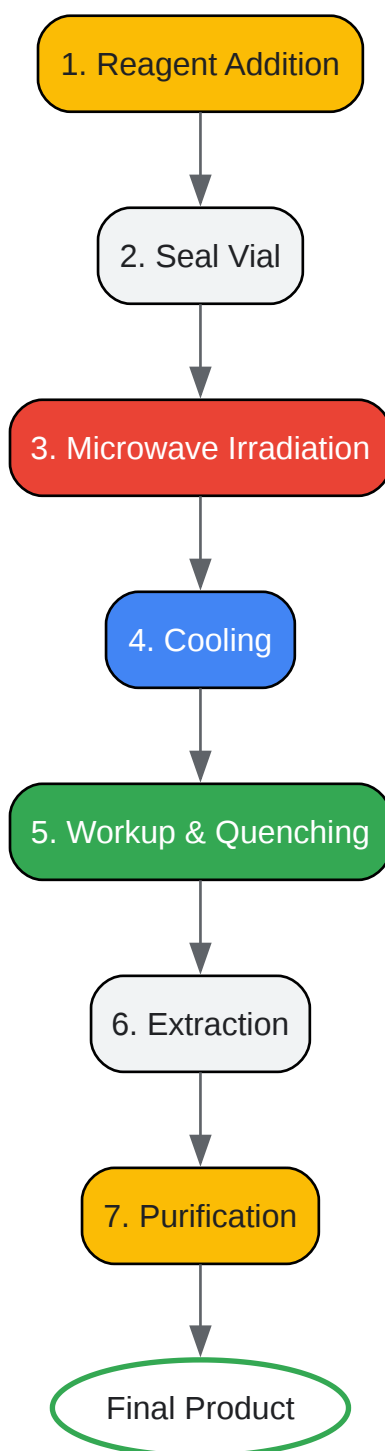 1. Reagent Addition
2. Seal Vial
3. Microwave Irradiation
4. Cooling
5. Workup & Quenching
6. Extraction
7. Purification
Final Product